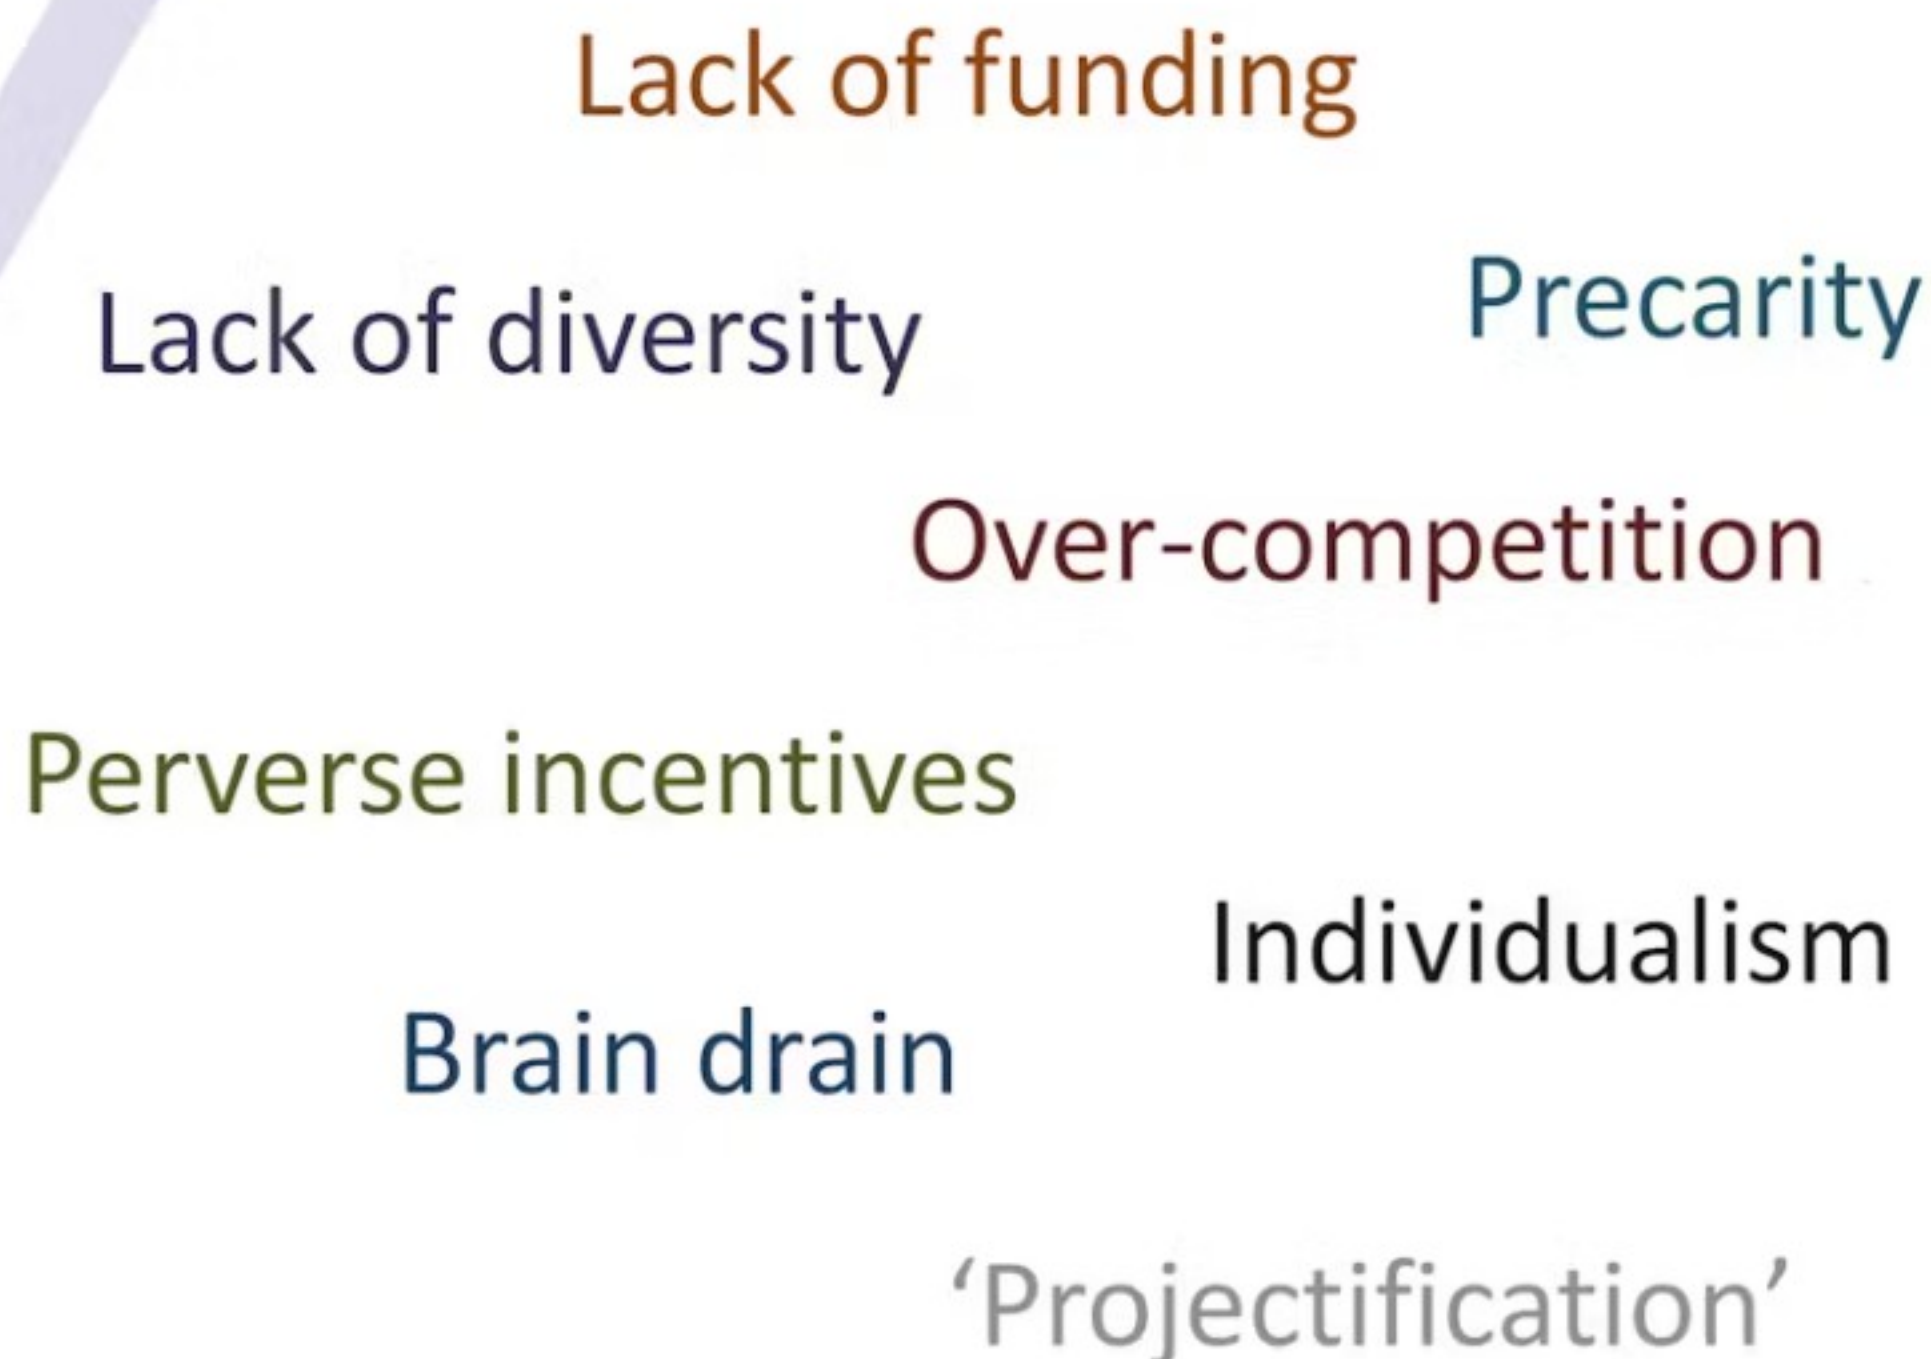 Lack of funding
Precarity
Lack of diversity
Over-competition
Perverse incentives
Individualism
Brain drain
‘Projectification’